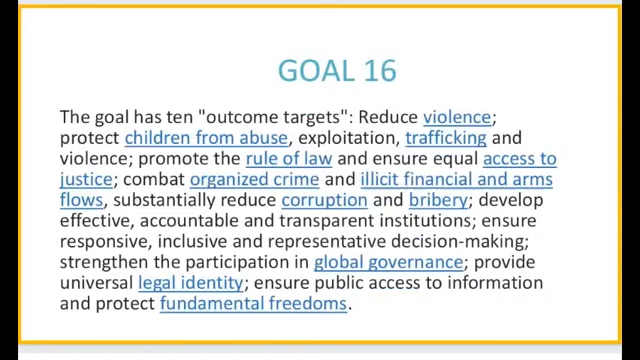 GOAL 16
The goal has ten "outcome targets": Reduce violence;
protect children from abuse, exploitation, trafficking and
violence; promote the rule of law and ensure equal access to
justice; combat organized crime and illicit financial and arms
flows, substantially reduce corruption and bribery; develop
effective, accountable and transparent institutions; ensure
responsive, inclusive and representative decision-making;
strengthen the participation in global governance; provide
universal legal identity; ensure public access to information
and protect fundamental freedoms.